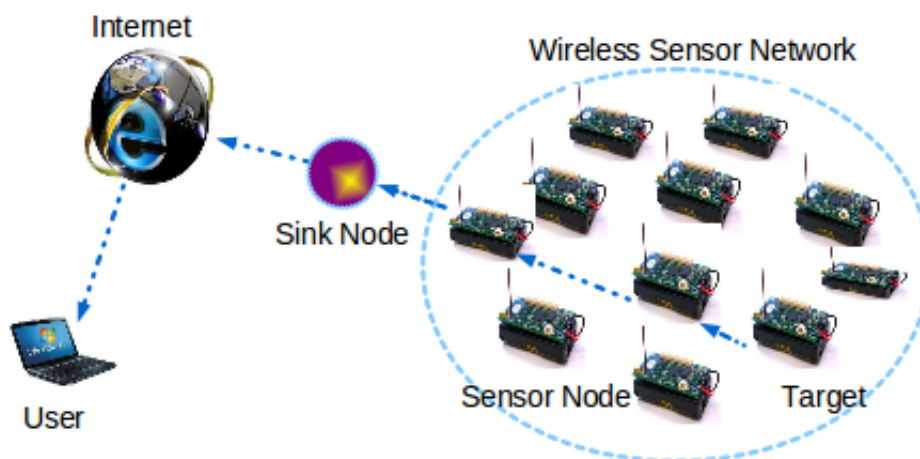 Internet
Wireless Sensor Network
Sink Node
Sensor Node
Target
User